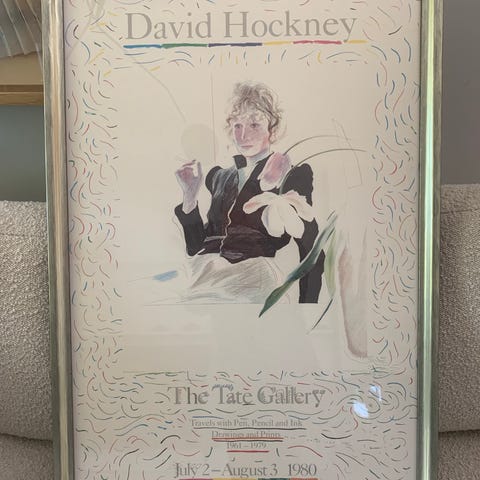 David Hockney
The Tate Gallery
Travels with Pen, Pencil and Ink
Drawings and Prints
1961–1979
July 2–August 3 1980